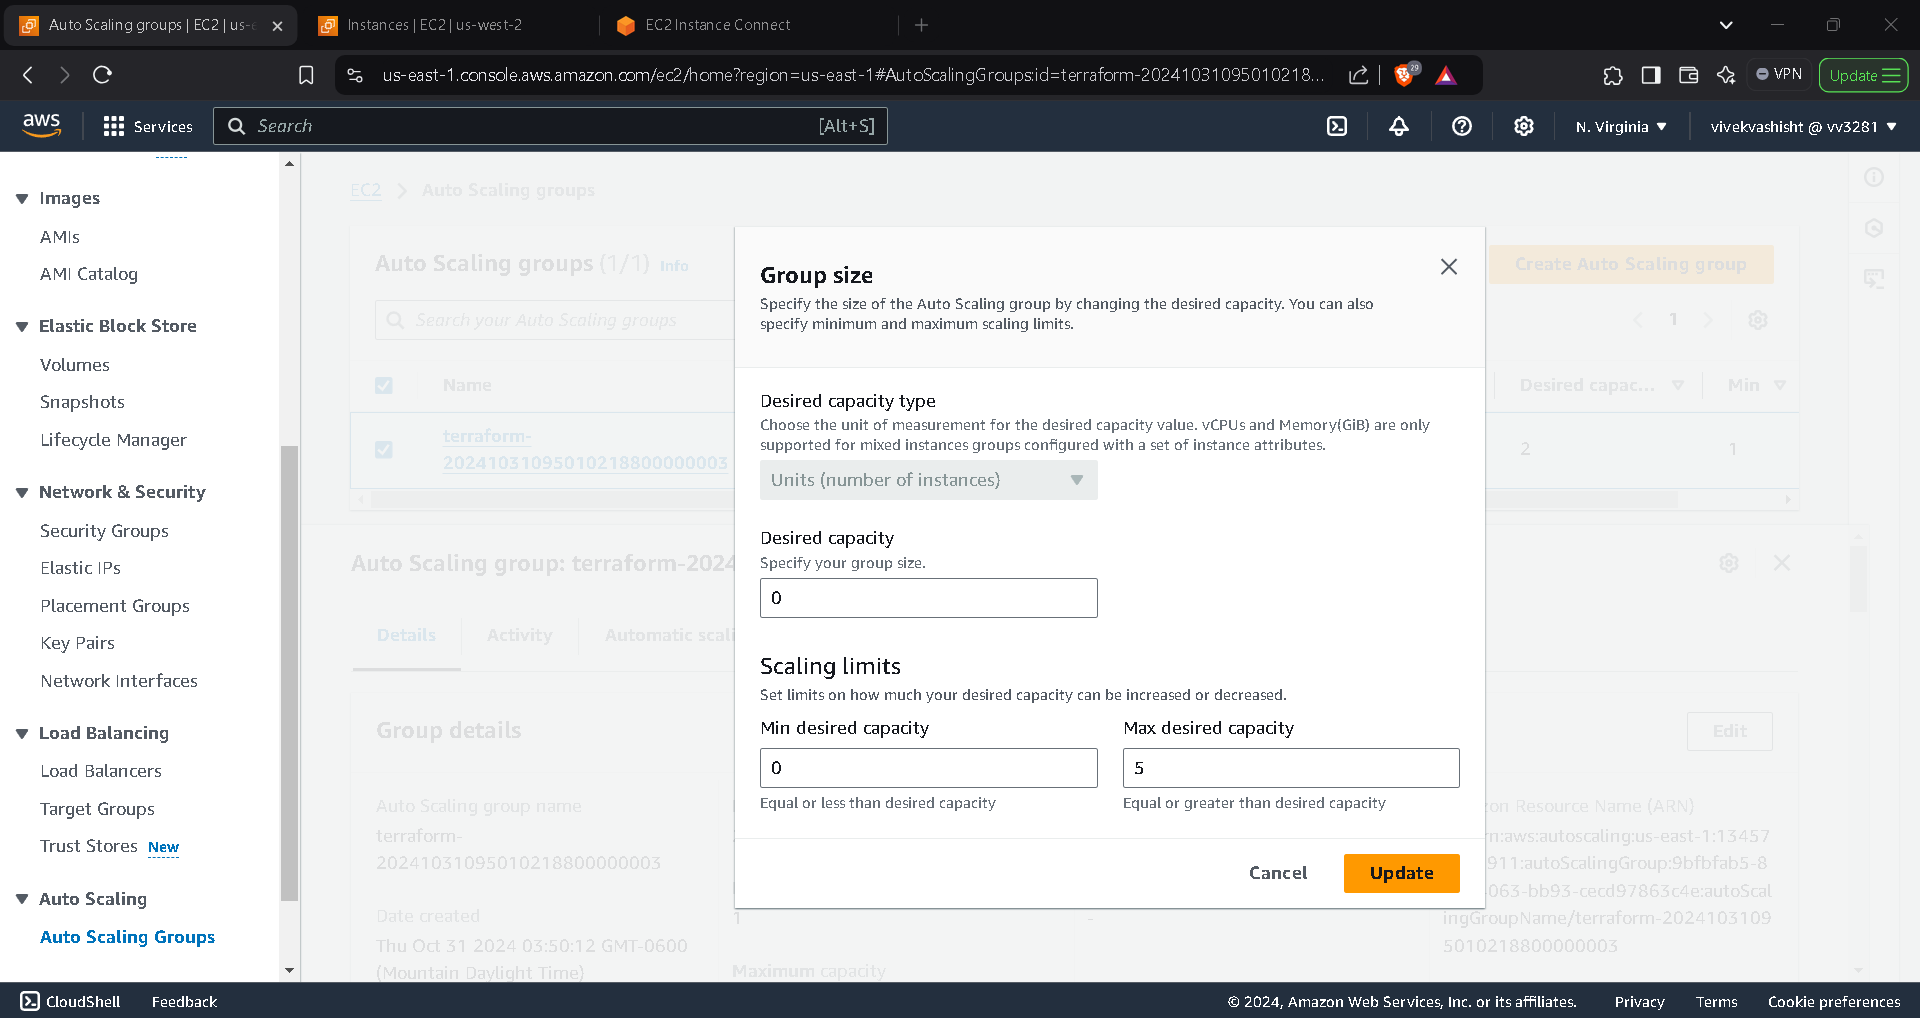 Auto Scaling groups | EC2 | us-e
Instances | EC2 | us-west-2
EC2 Instance Connect
us-east-1.console.aws.amazon.com/ec2/home?region=us-east-1#AutoScalingGroups:id=terraform-20241031095010218...
29
VPN
Update
aws
Services
Search
[Alt+S]
N. Virginia
vivekvashisht @ vv3281
Images
AMIs
AMI Catalog
Elastic Block Store
Volumes
Snapshots
Lifecycle Manager
Network & Security
Security Groups
Elastic IPs
Placement Groups
Key Pairs
Network Interfaces
Load Balancing
Load Balancers
Target Groups
Trust Stores New
Auto Scaling
Auto Scaling Groups
EC2 > Auto Scaling groups
Auto Scaling groups (1/1) Info
Create Auto Scaling group
Search your Auto Scaling groups
1
Name
Desired capac...
Min
terraform-
20241031095010218800000003
2
1
Auto Scaling group: terraform-2024
Details
Activity
Automatic scali
Group details
Edit
Auto Scaling group name
terraform-
20241031095010218800000003
Date created
Thu Oct 31 2024 03:50:12 GMT-0600
(Mountain Daylight Time)
1
Maximum capacity
-
on Resource Name (ARN)
n:aws:autoscaling:us-east-1:13457
911:autoScalingGroup:9bfbfab5-8
063-bb93-cecd97863c4e:autoScal
ingGroupName/terraform-2024103109
5010218800000003
Group size
Specify the size of the Auto Scaling group by changing the desired capacity. You can also
specify minimum and maximum scaling limits.
Desired capacity type
Choose the unit of measurement for the desired capacity value. vCPUs and Memory(GiB) are only
supported for mixed instances groups configured with a set of instance attributes.
Units (number of instances)
Desired capacity
Specify your group size.
0
Scaling limits
Set limits on how much your desired capacity can be increased or decreased.
Min desired capacity
0
Equal or less than desired capacity
Max desired capacity
5
Equal or greater than desired capacity
Cancel
Update
CloudShell
Feedback
© 2024, Amazon Web Services, Inc. or its affiliates.
Privacy
Terms
Cookie preferences